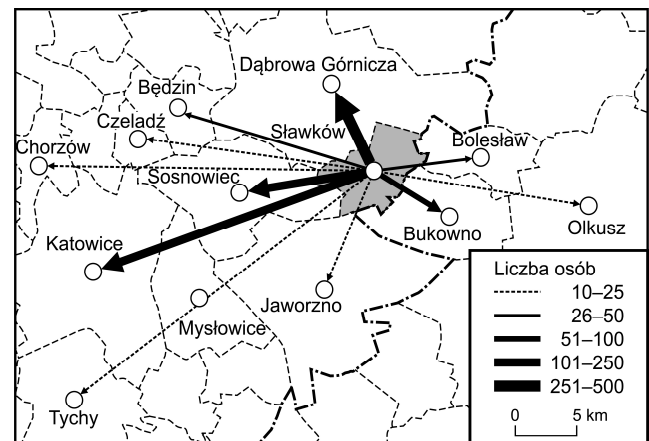 Dąbrowa Górnicza
Będzin
Czeladź
Sławków
Bolesław
Chorzów
Sosnowiec
Olkusz
Bukowno
Katowice
Jaworzno
Mysłowice
Tychy
Liczba osób
10–25
26–50
51–100
101–250
251–500
0 5 km